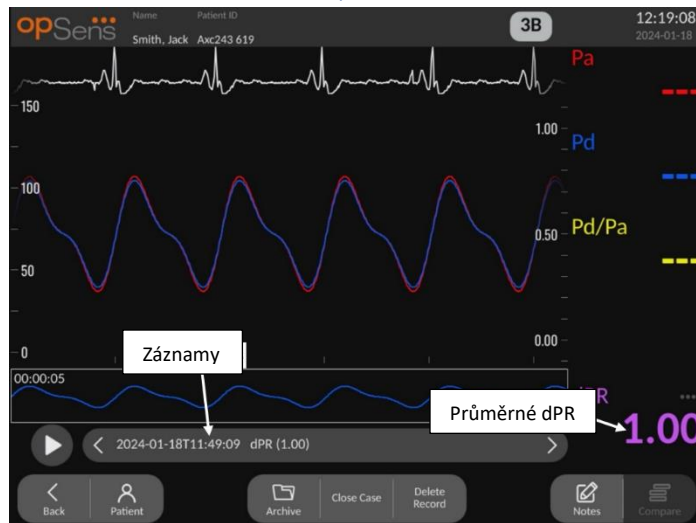 opSens
Name
Patient ID
Smith, Jack
Axc243 619
3B
12:19:08
2024-01-18
Pa
---
150
1.00
Pd
---
100
Pd/Pa
0.50
---
50
0.00
0
Záznamy
00:00:05
Průměrné dPR
PR
1.00
2024-01-18T11:49:09 dPR (1.00)
Back
Patient
Archive
Close Case
Delete
Record
Notes
Compare